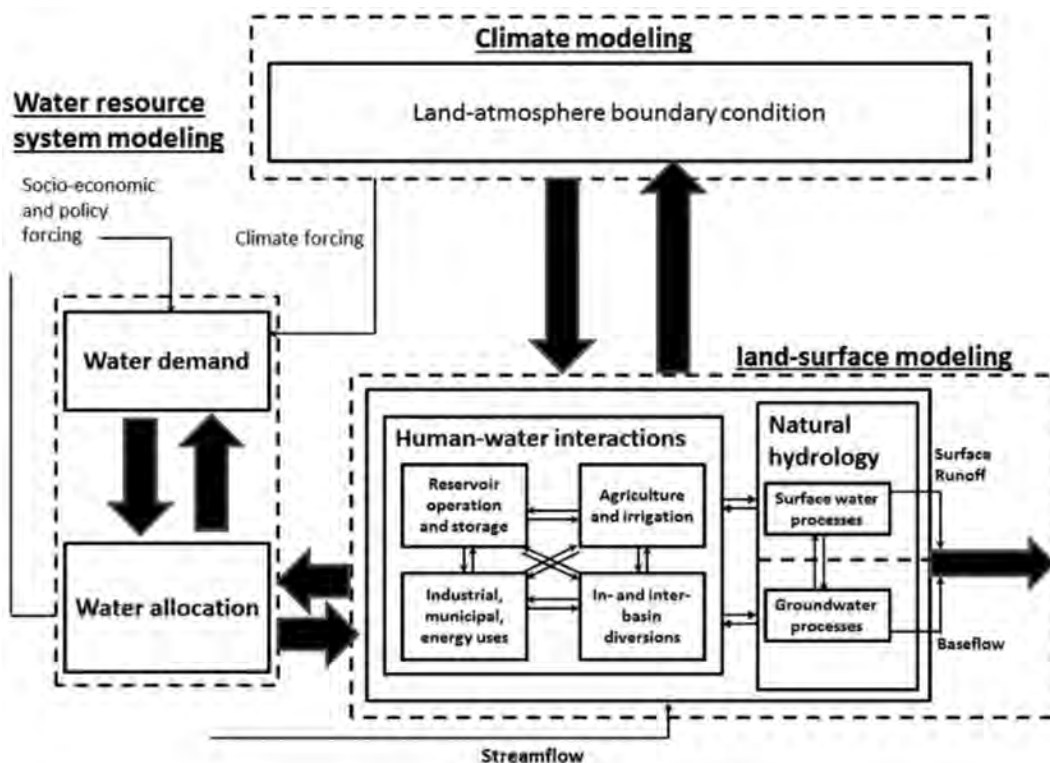 Climate modeling
Land-atmosphere boundary condition
Water resource
system modeling
Socio-economic
and policy
forcing
Climate forcing
Water demand
Water allocation
land-surface modeling
Human-water interactions
Reservoir
operation
and storage
Agriculture
and irrigation
Industrial,
municipal,
energy uses
In- and inter-
basin
diversions
Natural
hydrology
Surface water
processes
Groundwater
processes
Surface
Runoff
Baseflow
Streamflow